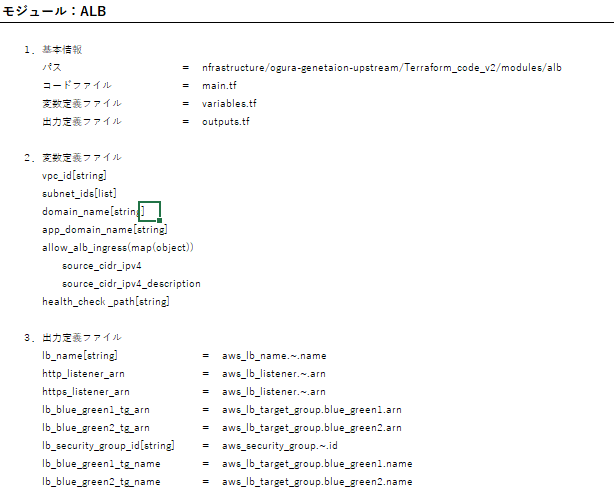 モジュール：ALB
1. 基本情報
パス = nfrastructure/ogura-genetaion-upstream/Terraform_code_v2/modules/alb
コードファイル = main.tf
変数定義ファイル = variables.tf
出力定義ファイル = outputs.tf
2. 変数定義ファイル
vpc_id[string]
subnet_ids[list]
domain_name[string]
app_domain_name[string]
allow_alb_ingress(map(object))
source_cidr_ipv4
source_cidr_ipv4_description
health_check _path[string]
3. 出力定義ファイル
lb_name[string] = aws_lb_name.~.name
http_listener_arn = aws_lb_listener.~.arn
https_listener_arn = aws_lb_listener.~.arn
lb_blue_green1_tg_arn = aws_lb_target_group.blue_green1.arn
lb_blue_green2_tg_arn = aws_lb_target_group.blue_green2.arn
lb_security_group_id[string] = aws_security_group.~.id
lb_blue_green1_tg_name = aws_lb_target_group.blue_green1.name
lb_blue_green2_tg_name = aws_lb_target_group.blue_green2.name